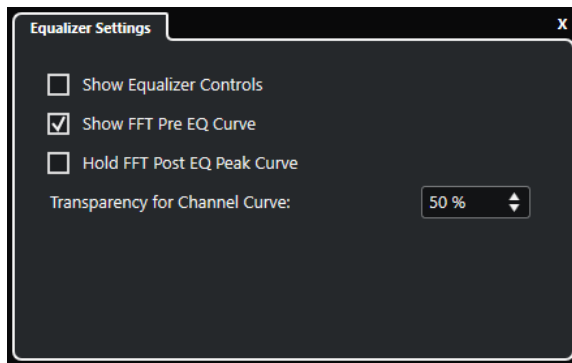 Equalizer Settings X
Show Equalizer Controls
Show FFT Pre EQ Curve
Hold FFT Post EQ Peak Curve
Transparency for Channel Curve: 50 %